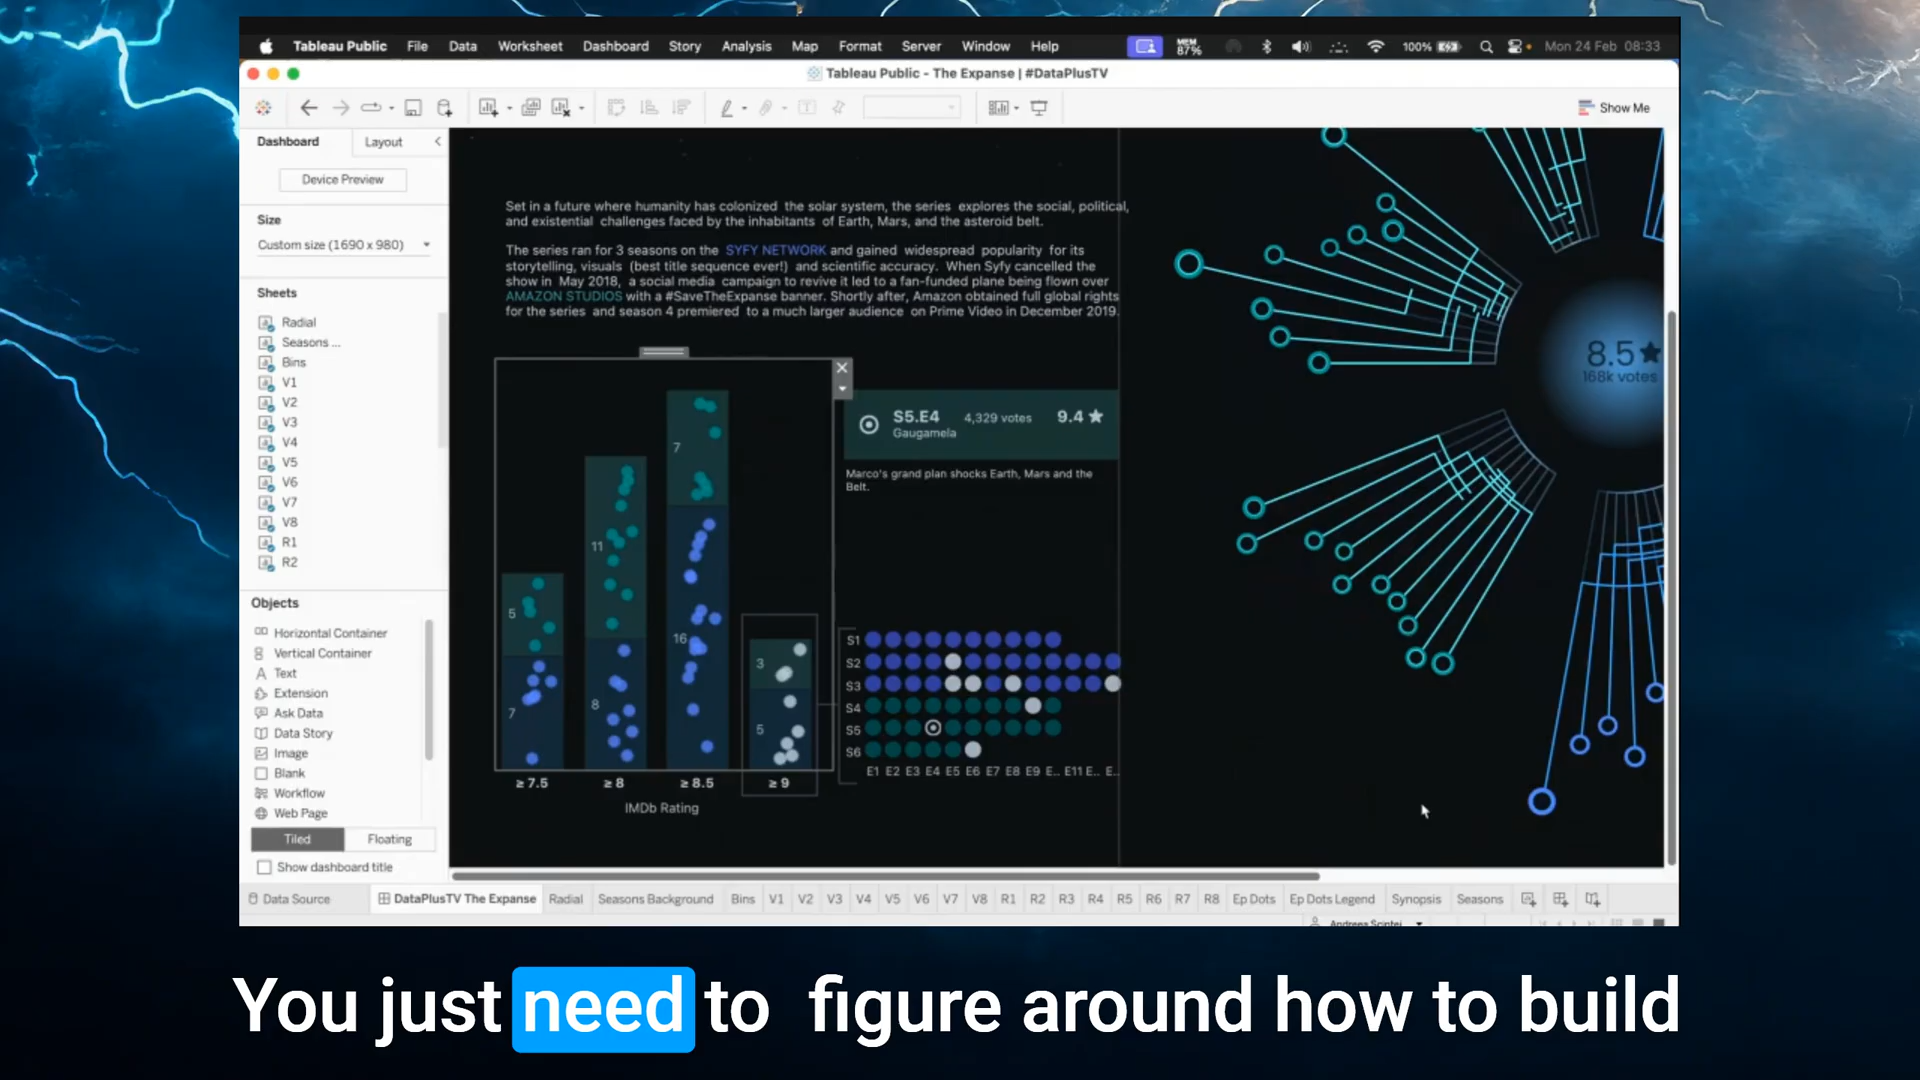 Tableau Public File Data Worksheet Dashboard Story Analysis Map Format Server Window Help MEM 87% 100% Mon 24 Feb 08:33
Tableau Public - The Expanse | #DataPlusTV
Show Me
Dashboard Layout
Device Preview
Size
Custom size (1690 x 980)
Sheets
Radial
Seasons ...
Bins
V1
V2
V3
V4
V5
V6
V7
V8
R1
R2
Objects
Horizontal Container
Vertical Container
Text
Extension
Ask Data
Data Story
Image
Blank
Workflow
Web Page
Tiled Floating
Show dashboard title
Set in a future where humanity has colonized the solar system, the series explores the social, political,
and existential challenges faced by the inhabitants of Earth, Mars, and the asteroid belt.
The series ran for 3 seasons on the SYFY NETWORK and gained widespread popularity for its
storytelling, visuals (best title sequence ever!) and scientific accuracy. When Syfy cancelled the
show in May 2018, a social media campaign to revive it led to a fan-funded plane being flown over
AMAZON STUDIOS with a #SaveTheExpanse banner. Shortly after, Amazon obtained full global rights
for the series and season 4 premiered to a much larger audience on Prime Video in December 2019.
5
7
11
8
7
16
3
5
≥ 7.5 ≥ 8 ≥ 8.5 ≥ 9
IMDb Rating
S5.E4 4,329 votes 9.4 ★
Gaugamela
Marco's grand plan shocks Earth, Mars and the
Belt.
S1
S2
S3
S4
S5
S6
E1 E2 E3 E4 E5 E6 E7 E8 E9 E.. E11 E.. E..
8.5★
168k votes
Data Source DataPlusTV The Expanse Radial Seasons Background Bins V1 V2 V3 V4 V5 V6 V7 V8 R1 R2 R3 R4 R5 R6 R7 R8 Ep Dots Ep Dots Legend Synopsis Seasons
You just need to figure around how to build